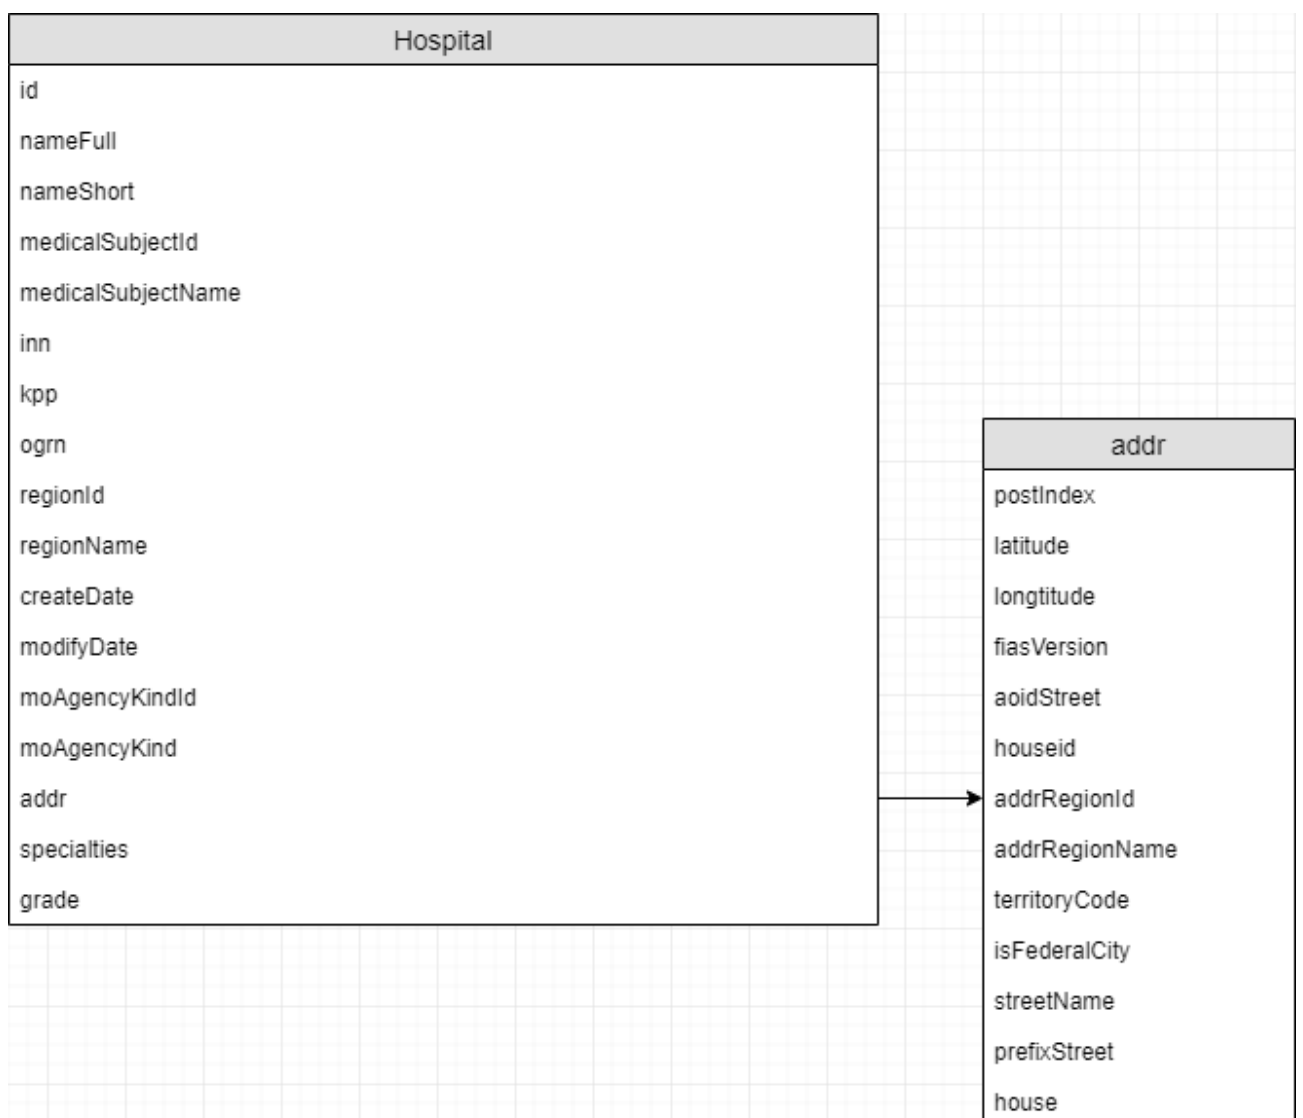 Hospital
id
nameFull
nameShort
medicalSubjectId
medicalSubjectName
inn
kpp
ogrn
regionId
regionName
createDate
modifyDate
moAgencyKindId
moAgencyKind
addr
specialties
grade
addr
postIndex
latitude
longtitude
fiasVersion
aoidStreet
houseid
addrRegionId
addrRegionName
territoryCode
isFederalCity
streetName
prefixStreet
house